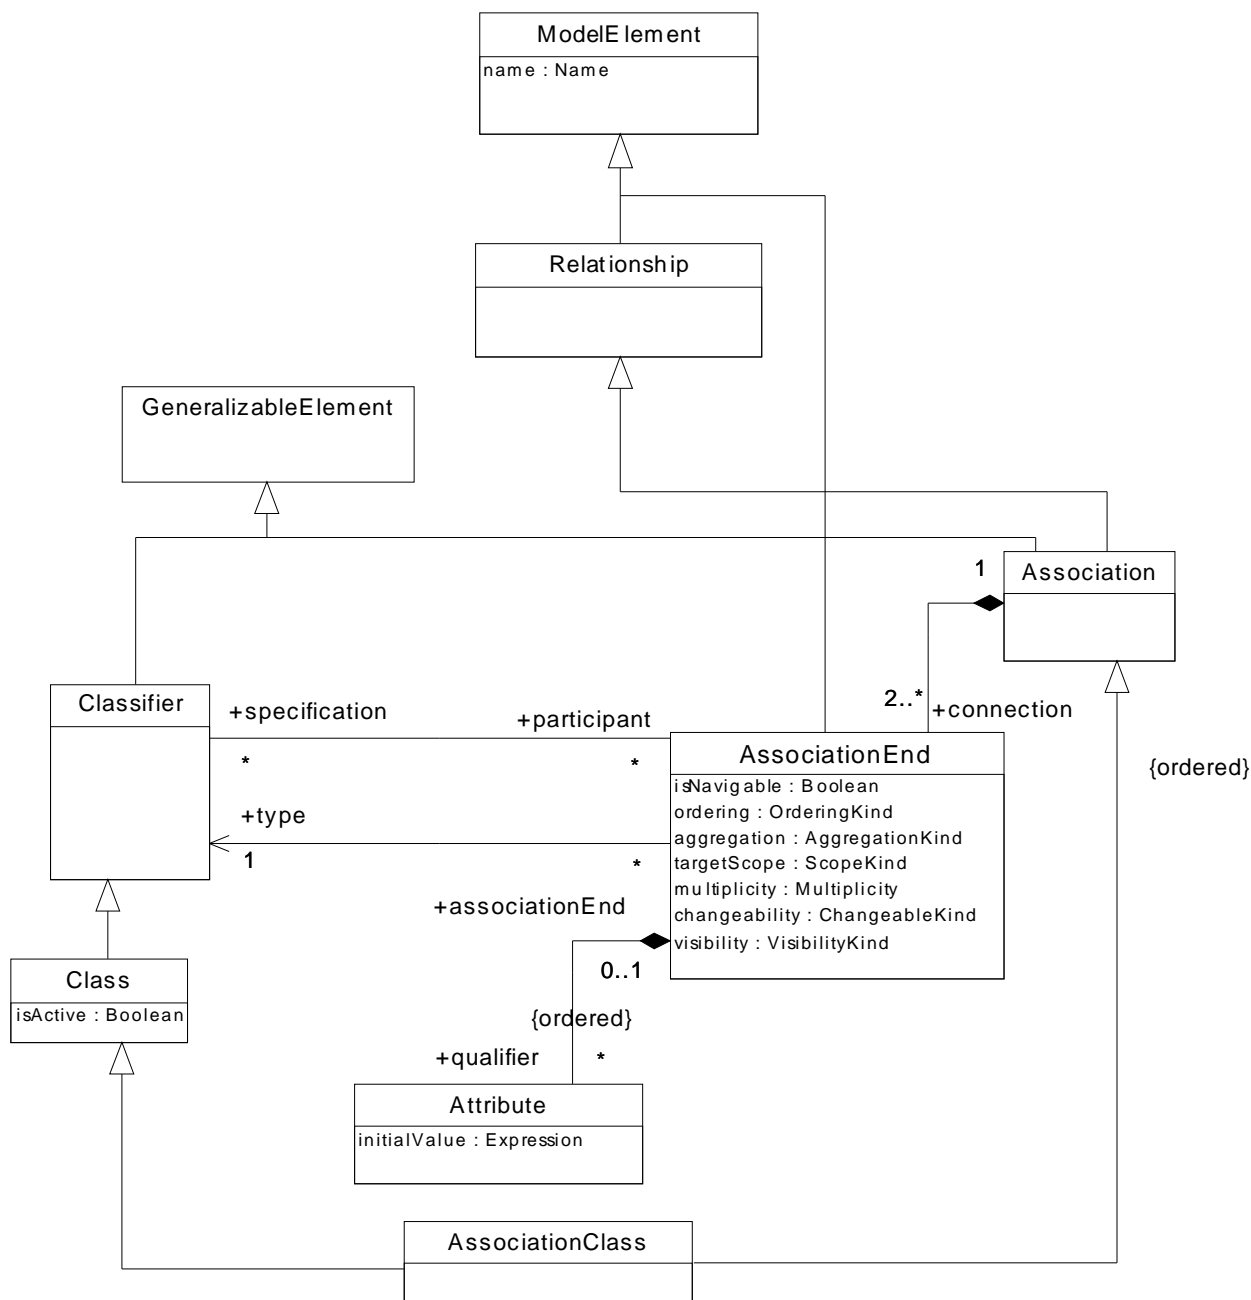 ModelElement
name : Name
Relationship
GeneralizableElement
1
Association
Classifier
+specification
+participant
2..*
+connection
*
*
AssociationEnd
{ordered}
isNavigable : Boolean
ordering : OrderingKind
+type
aggregation : AggregationKind
1
*
targetScope : ScopeKind
multiplicity : Multiplicity
+associationEnd
changeability : ChangeableKind
visibility : VisibilityKind
0..1
Class
isActive : Boolean
{ordered}
+qualifier
*
Attribute
initialValue : Expression
AssociationClass